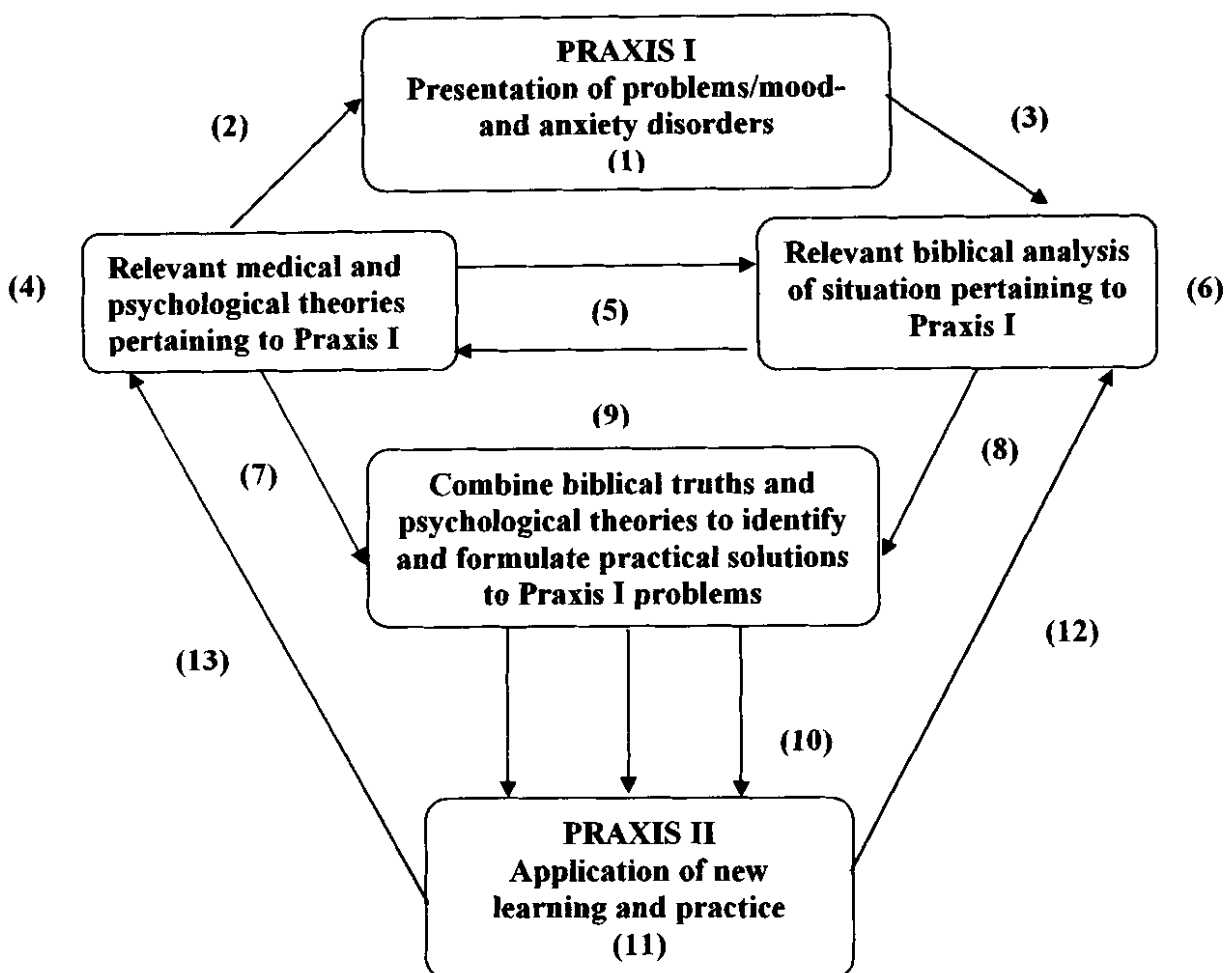 PRAXIS I
Presentation of problems/mood-
and anxiety disorders
(1)
(2)
(3)
(4)
Relevant medical and
psychological theories
pertaining to Praxis I
(5)
Relevant biblical analysis
of situation pertaining to
Praxis I
(6)
(7)
(9)
(8)
Combine biblical truths and
psychological theories to identify
and formulate practical solutions
to Praxis I problems
(13)
(12)
(10)
PRAXIS II
Application of new
learning and practice
(11)